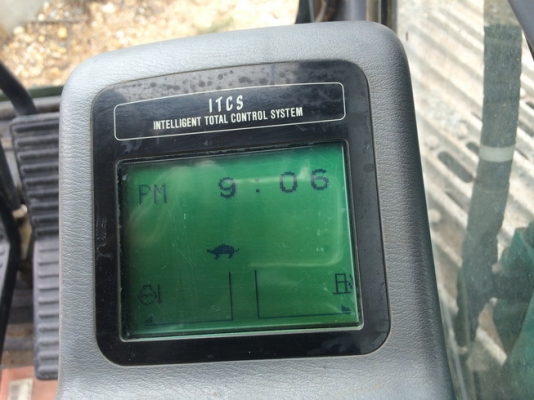 ITCS
INTELLIGENT TOTAL CONTROL SYSTEM
PM 9.06